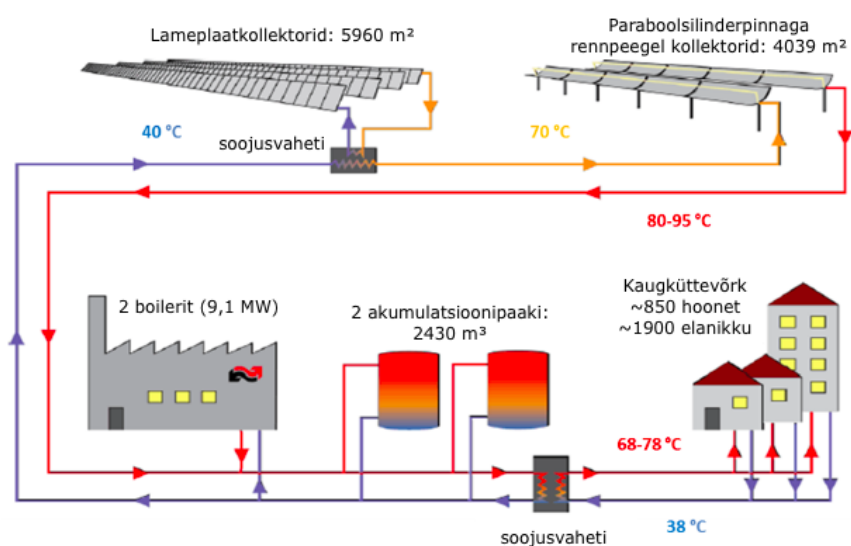 Lameplaatkollektorid: 5960 m²
Paraboolsilinderpinnaga
rennpeegel kollektorid: 4039 m²
40 °C
soojusvaheti
70 °C
80-95 °C
2 boilerit (9,1 MW)
2 akumulatsioonipaaki:
2430 m³
Kaugküttevõrk
~850 hoonet
~1900 elanikku
68-78 °C
38 °C
soojusvaheti